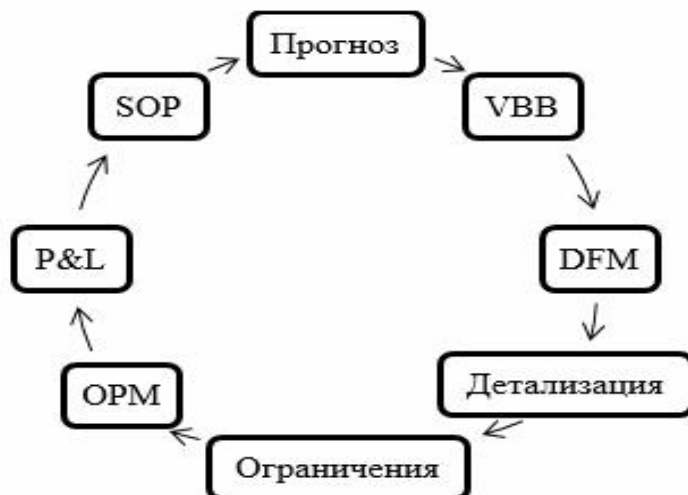 Прогноз
VBB
DFM
Детализация
Ограничения
OPM
P&L
SOP